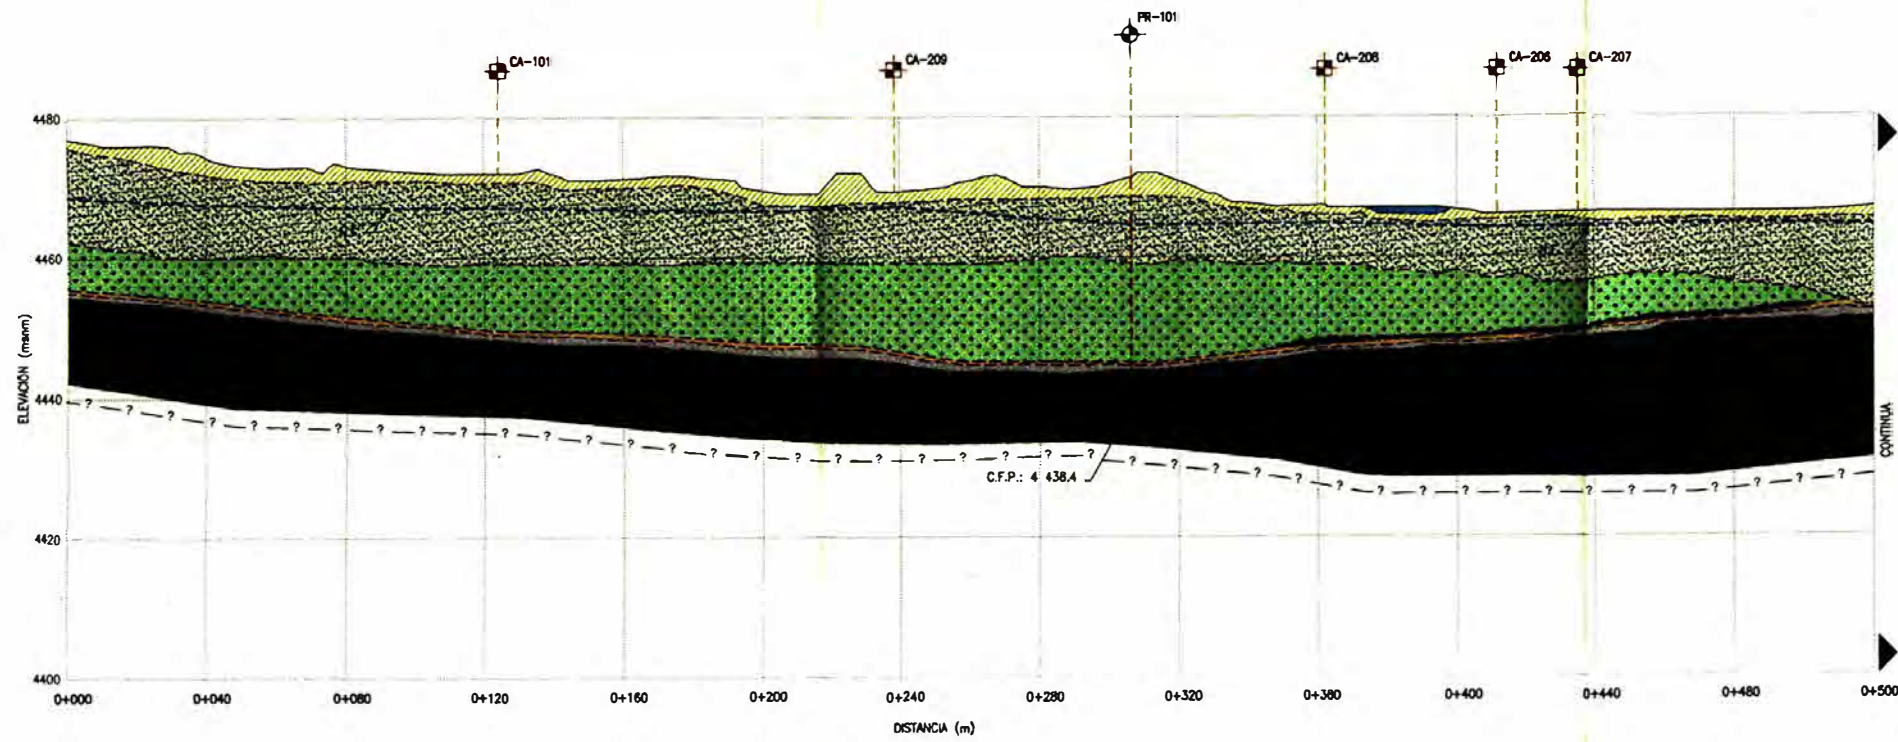 PR-101
CA-101
CA-209
CA-208
CA-206
CA-207
4480
4460
4440
4420
4400
ELEVACIÓN (msnm)
? ? ? ? ? ? ? ? ? ? ? ? ? ? ? ? ? ? ? ? ? ? ? ? ? ? ? ? ? ? ? ? ? ? ? ? ? ? ? ? ? ? ?
C.F.P.: 4 438.4
CONTINUA
0+000 0+040 0+080 0+120 0+160 0+200 0+240 0+280 0+320 0+380 0+400 0+440 0+480 0+500
DISTANCIA (m)